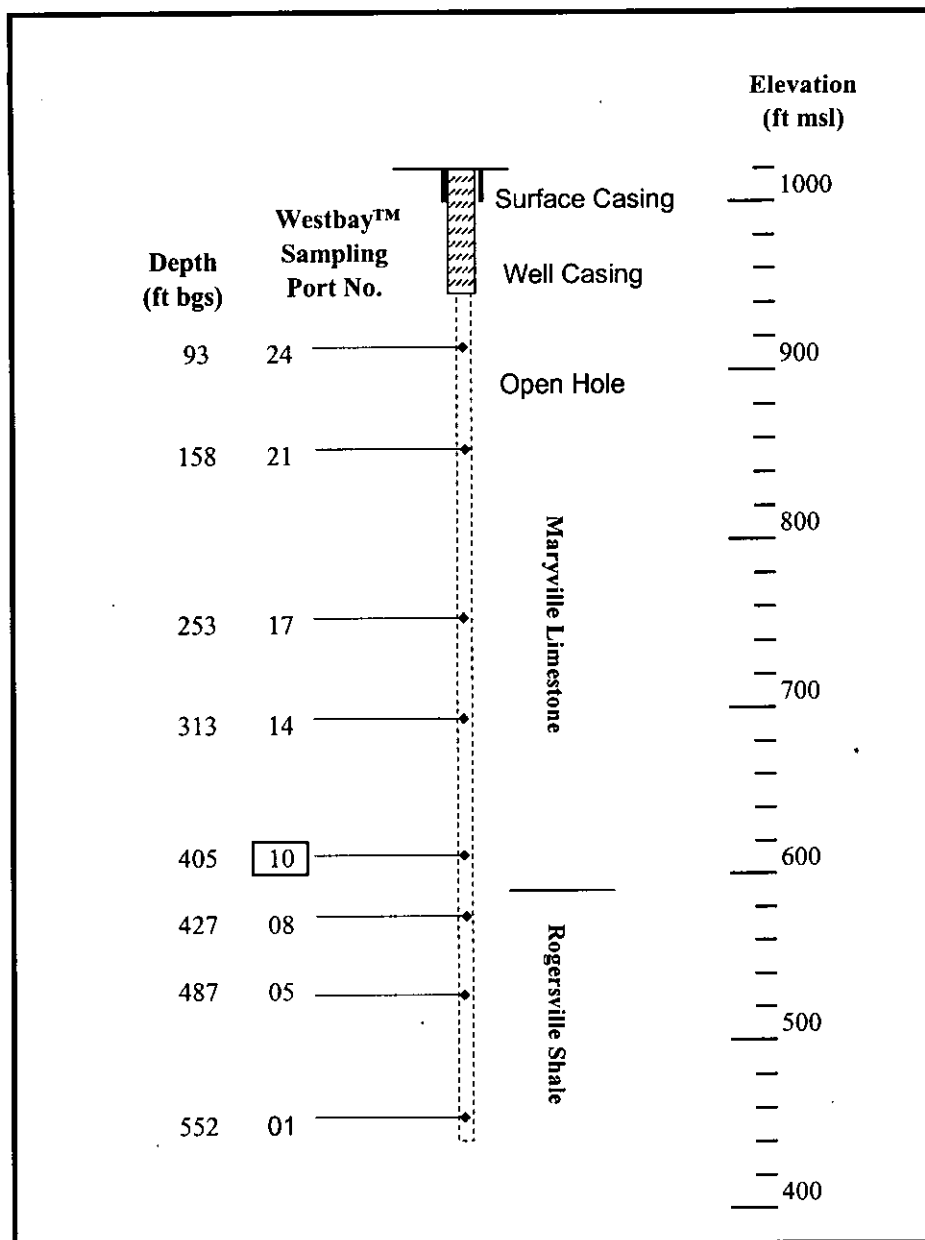 Elevation
(ft msl)
1000
Surface Casing
Westbay™
Sampling
Port No.
Depth
(ft bgs)
Well Casing
93 24
900
Open Hole
158 21
800
Maryville Limestone
253 17
700
313 14
405 10
600
427 08
Rogersville Shale
487 05
500
552 01
400